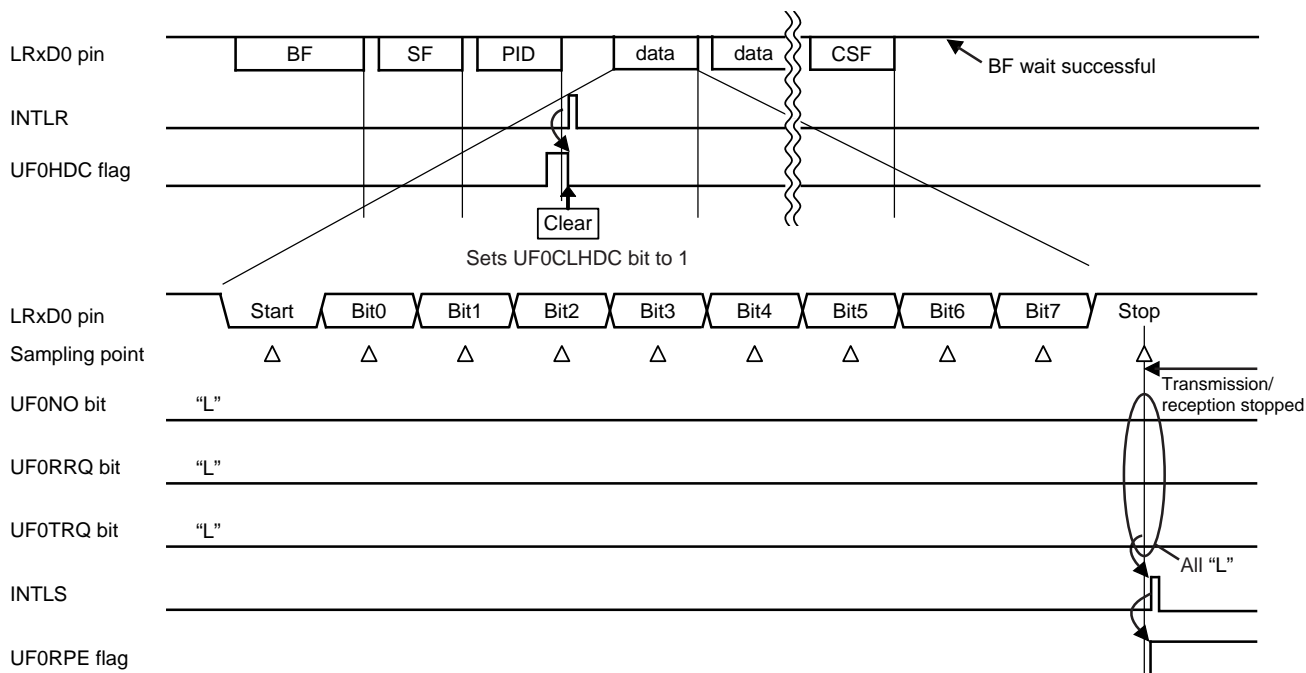 LRxD0 pin BF SF PID data data CSF
BF wait successful
INTLR
UF0HDC flag
Clear
Sets UF0CLHDC bit to 1
LRxD0 pin Start Bit0 Bit1 Bit2 Bit3 Bit4 Bit5 Bit6 Bit7 Stop
Sampling point
Transmission/
reception stopped
UF0NO bit “L”
UF0RRQ bit “L”
UF0TRQ bit “L”
All “L”
INTLS
UF0RPE flag